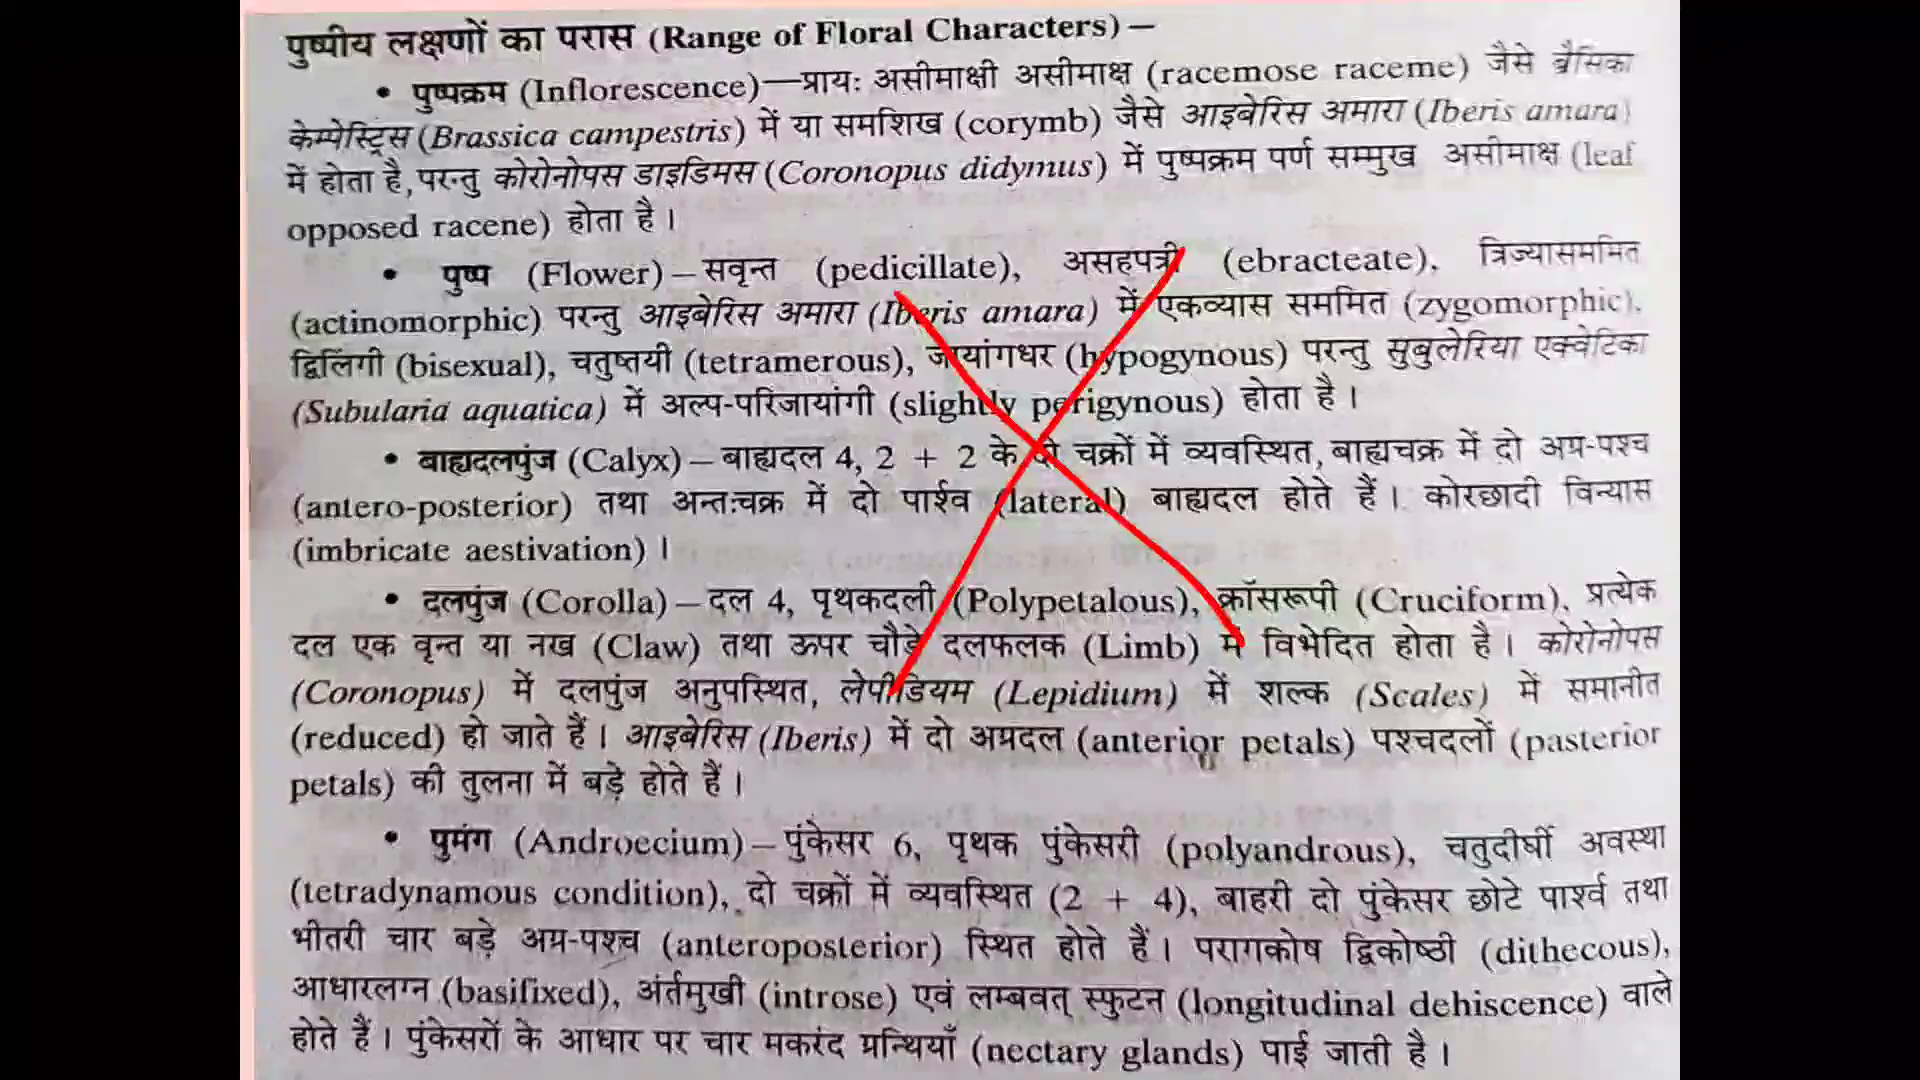 पुष्पीय लक्षणों का परास (Range of Floral Characters) –
• पुष्पक्रम (Inflorescence)—प्रायः असीमाक्षी असीमाक्ष (racemose raceme) जैसे ब्रैसिका
केम्पेस्ट्रिस (Brassica campestris) में या समशिख (corymb) जैसे आइबेरिस अमारा (Iberis amara)
में होता है, परन्तु कोरोनोपस डाइडिमस (Coronopus didymus) में पुष्पक्रम पर्ण सम्मुख असीमाक्ष (leaf
opposed racene) होता है ।
• पुष्प (Flower) – सवृन्त (pedicillate), असहपत्री (ebracteate), त्रिज्यासममित
(actinomorphic) परन्तु आइबेरिस अमारा (Iberis amara) में एकव्यास सममित (zygomorphic),
द्विलिंगी (bisexual), चतुष्तयी (tetramerous), जायांगधर (hypogynous) परन्तु सुबुलेरिया एक्वेटिका
(Subularia aquatica) में अल्प-परिजायांगी (slightly perigynous) होता है ।
• बाह्यदलपुंज (Calyx) – बाह्यदल 4, 2 + 2 के दो चक्रों में व्यवस्थित, बाह्यचक्र में दो अग्र-पश्च
(antero-posterior) तथा अन्तःचक्र में दो पार्श्व (lateral) बाह्यदल होते हैं । कोरछादी विन्यास
(imbricate aestivation) ।
• दलपुंज (Corolla) – दल 4, पृथकदली (Polypetalous), क्रॉसरूपी (Cruciform), प्रत्येक
दल एक वृन्त या नख (Claw) तथा ऊपर चौड़े दलफलक (Limb) में विभेदित होता है । कोरोनोपस
(Coronopus) में दलपुंज अनुपस्थित, लेपीडियम (Lepidium) में शल्क (Scales) में समानीत
(reduced) हो जाते हैं । आइबेरिस (Iberis) में दो अग्रदल (anterior petals) पश्चदलों (pasterior
petals) की तुलना में बड़े होते हैं ।
• पुमंग (Androecium) – पुंकेसर 6, पृथक पुंकेसरी (polyandrous), चतुदीर्घी अवस्था
(tetradynamous condition), दो चक्रों में व्यवस्थित (2 + 4), बाहरी दो पुंकेसर छोटे पार्श्व तथा
भीतरी चार बड़े अग्र-पश्च (anteroposterior) स्थित होते हैं । परागकोष द्विकोष्ठी (dithecous),
आधारलग्न (basifixed), अंर्तमुखी (introse) एवं लम्बवत् स्फुटन (longitudinal dehiscence) वाले
होते हैं । पुंकेसरों के आधार पर चार मकरंद ग्रन्थियाँ (nectary glands) पाई जाती है ।